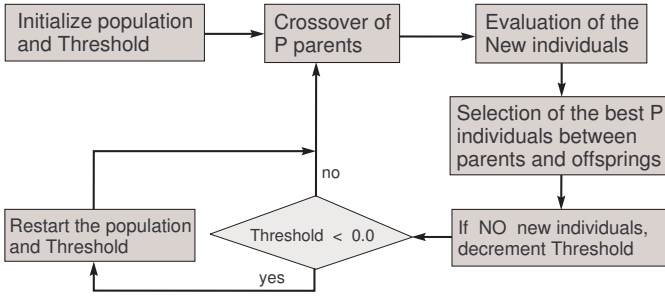 Initialize population
and Threshold
Crossover of
P parents
Evaluation of the
New individuals
Selection of the best P
individuals between
parents and offsprings
If NO new individuals,
decrement Threshold
Threshold < 0.0
no
yes
Restart the population
and Threshold